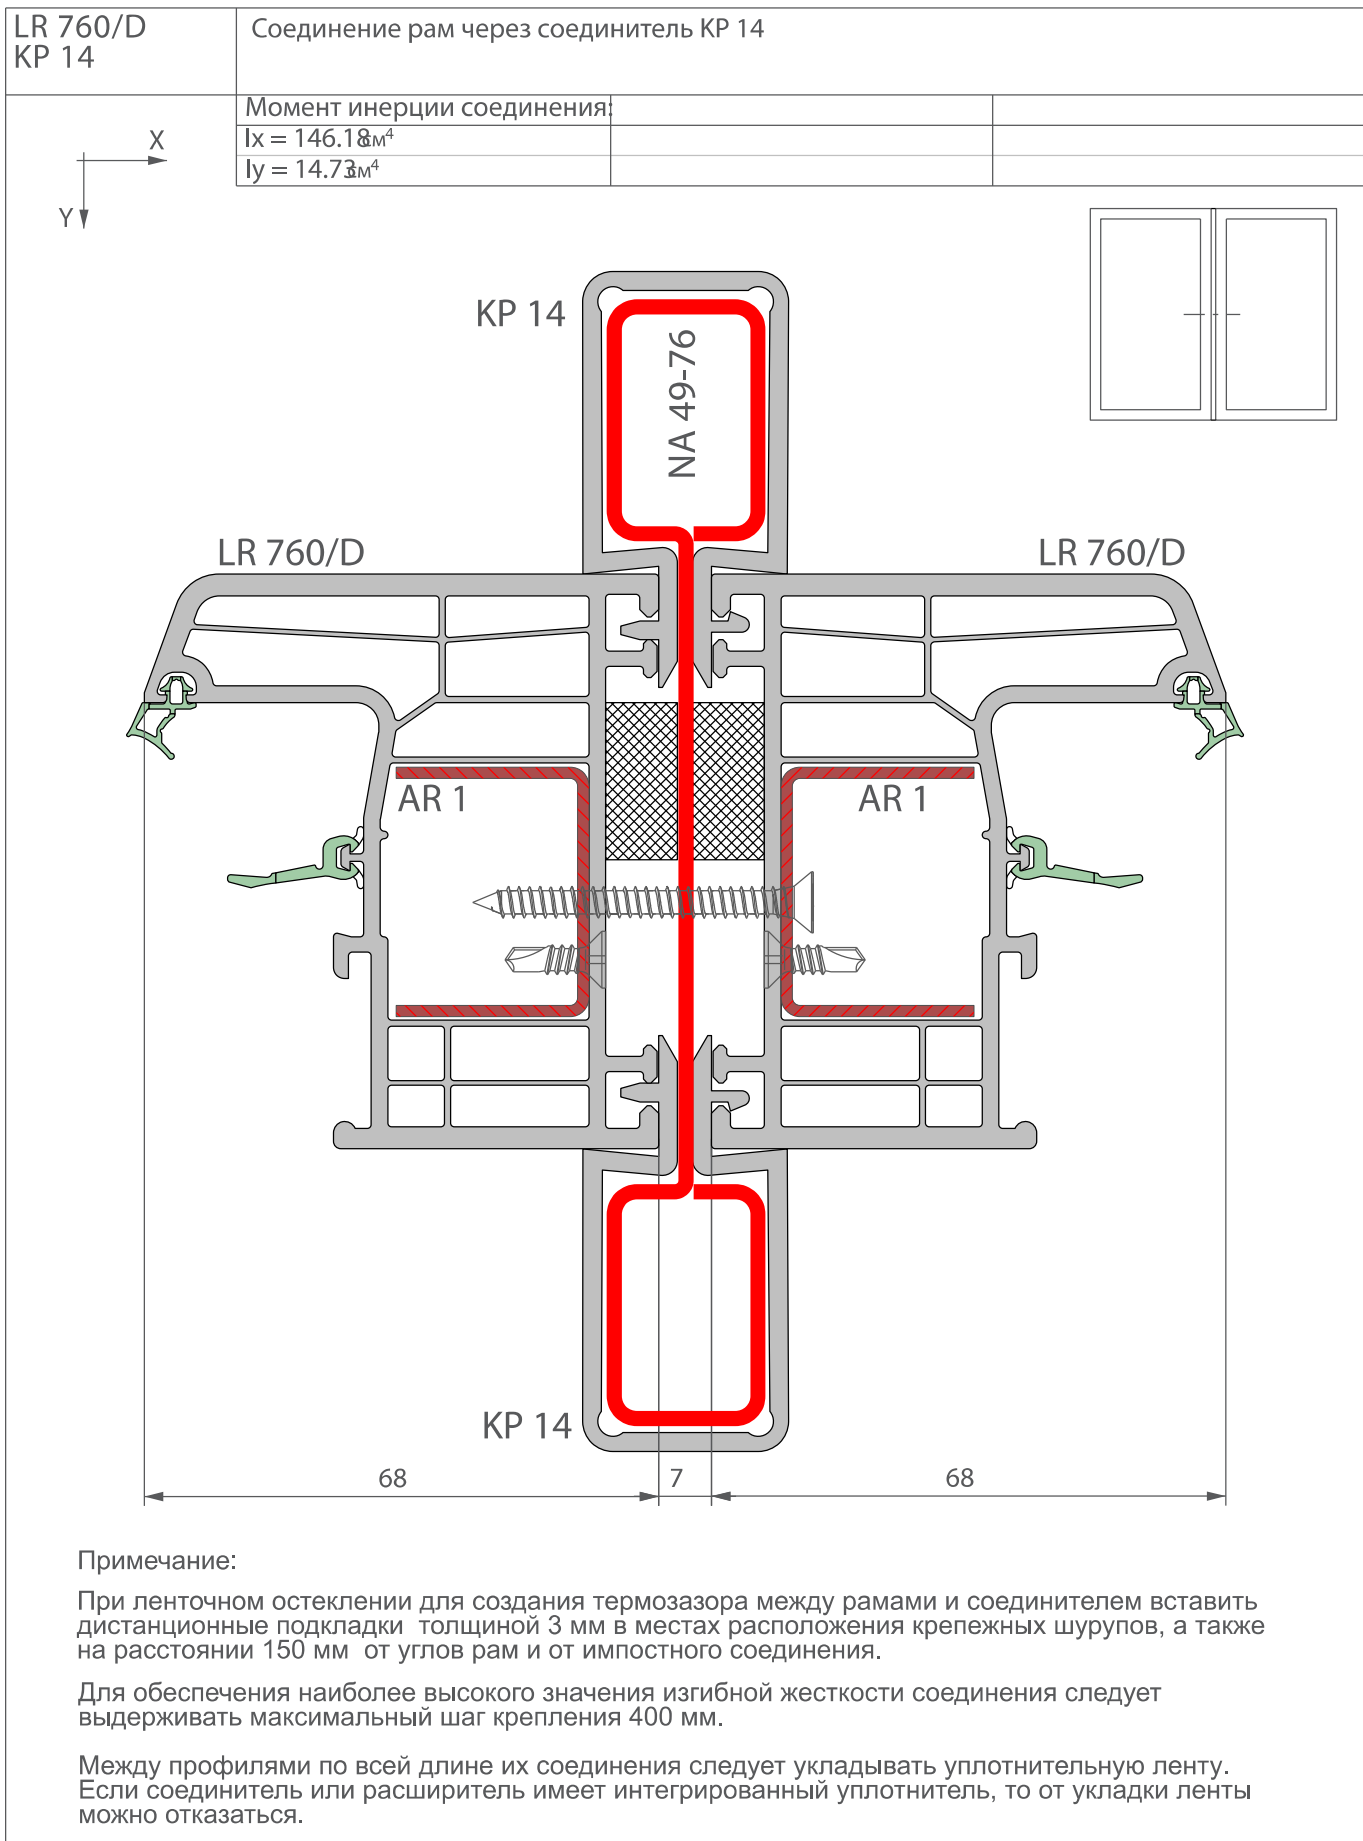 LR 760/D
KP 14
Соединение рам через соединитель KP 14
Момент инерции соединения:
Ix = 146.18см⁴
Iy = 14.73см⁴
X
Y
KP 14
NA 49-76
LR 760/D
LR 760/D
AR 1
AR 1
KP 14
68
7
68
Примечание:
При ленточном остеклении для создания термозазора между рамами и соединителем вставить
дистанционные подкладки толщиной 3 мм в местах расположения крепежных шурупов, а также
на расстоянии 150 мм от углов рам и от импостного соединения.
Для обеспечения наиболее высокого значения изгибной жесткости соединения следует
выдерживать максимальный шаг крепления 400 мм.
Между профилями по всей длине их соединения следует укладывать уплотнительную ленту.
Если соединитель или расширитель имеет интегрированный уплотнитель, то от укладки ленты
можно отказаться.